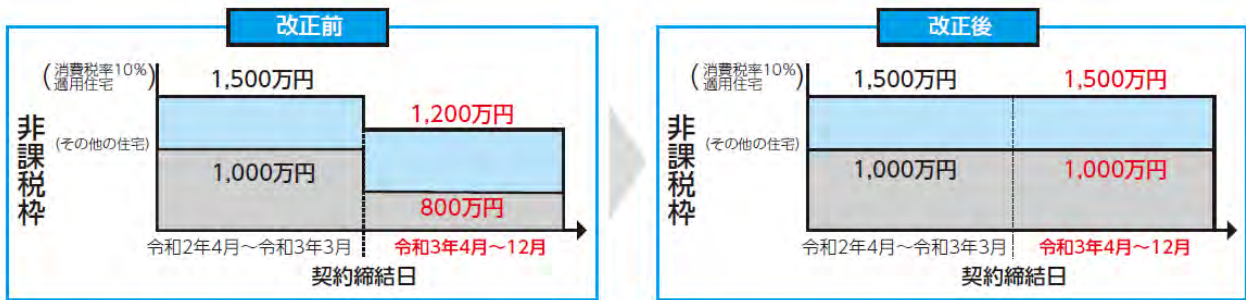 改正前
(消費税率10%適用住宅)
1,500万円
1,200万円
非課税枠
(その他の住宅)
1,000万円
800万円
令和2年4月～令和3年3月
令和3年4月～12月
契約締結日
改正後
(消費税率10%適用住宅)
1,500万円
1,500万円
非課税枠
(その他の住宅)
1,000万円
1,000万円
令和2年4月～令和3年3月
令和3年4月～12月
契約締結日